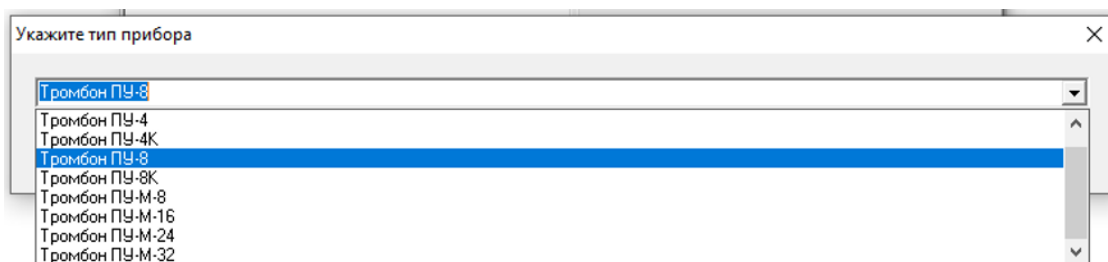 Укажите тип прибора
Тромбон ПУ-8
Тромбон ПУ-4
Тромбон ПУ-4К
Тромбон ПУ-8
Тромбон ПУ-8К
Тромбон ПУ-М-8
Тромбон ПУ-М-16
Тромбон ПУ-М-24
Тромбон ПУ-М-32